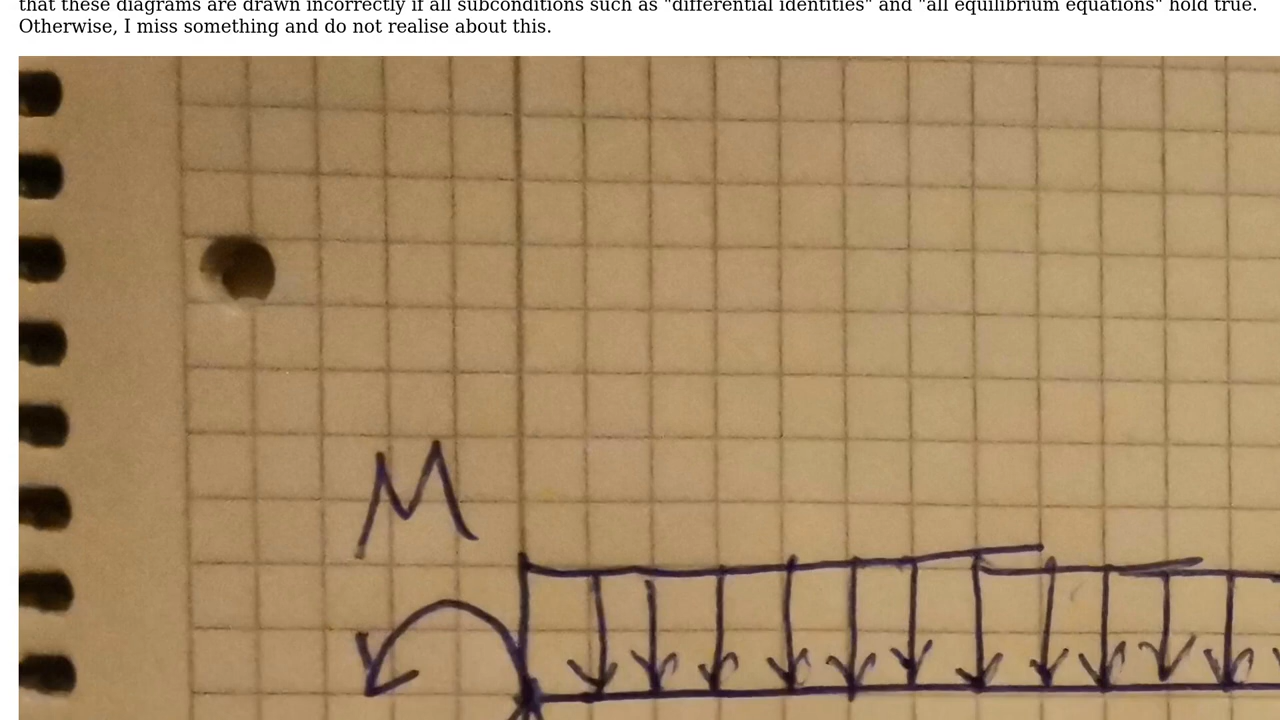 that these diagrams are drawn incorrectly if all subconditions such as "differential identities" and "all equilibrium equations" hold true.
Otherwise, I miss something and do not realise about this.
M